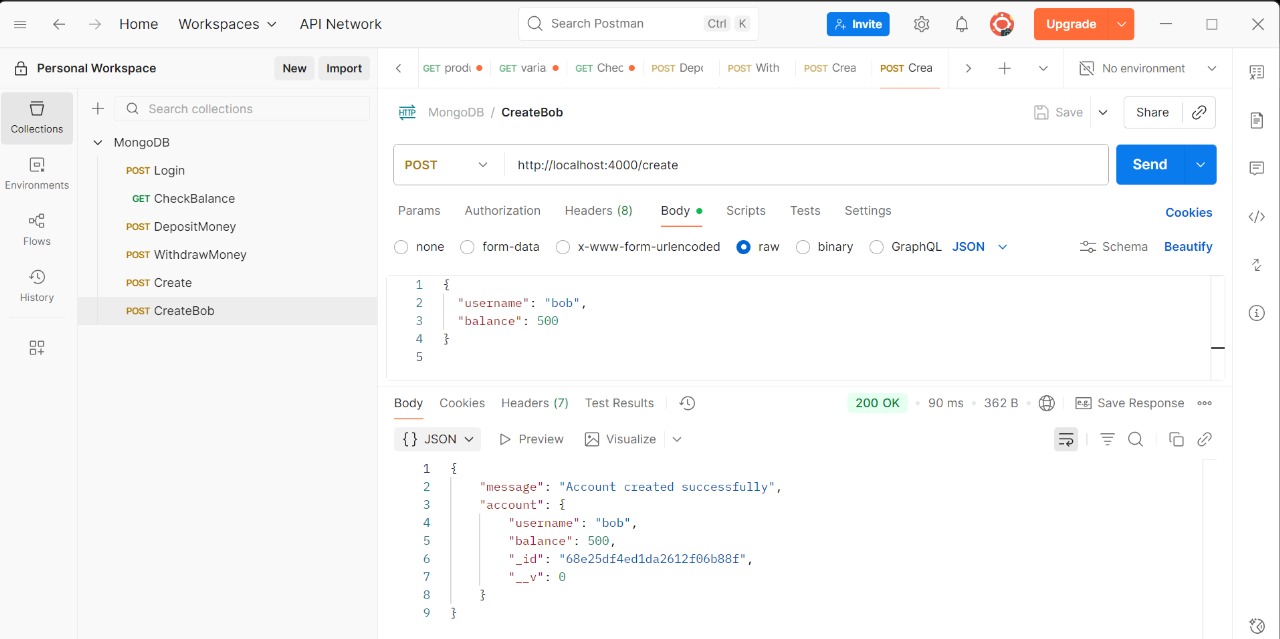 Home Workspaces API Network Search Postman Ctrl K Invite Upgrade
Personal Workspace New Import
GET produ GET varia GET Chec POST Depo POST With POST Crea POST Crea No environment
Collections
Environments
Flows
History
Search collections
MongoDB
POST Login
GET CheckBalance
POST DepositMoney
POST WithdrawMoney
POST Create
POST CreateBob
HTTP MongoDB / CreateBob Save Share
POST http://localhost:4000/create Send
Params Authorization Headers (8) Body Scripts Tests Settings Cookies
none form-data x-www-form-urlencoded raw binary GraphQL JSON Schema Beautify
1 {
2 "username": "bob",
3 "balance": 500
4 }
5
Body Cookies Headers (7) Test Results 200 OK • 90 ms • 362 B • e.g. Save Response
{} JSON Preview Visualize
1 {
2 "message": "Account created successfully",
3 "account": {
4 "username": "bob",
5 "balance": 500,
6 "_id": "68e25df4ed1da2612f06b88f",
7 "__v": 0
8 }
9 }